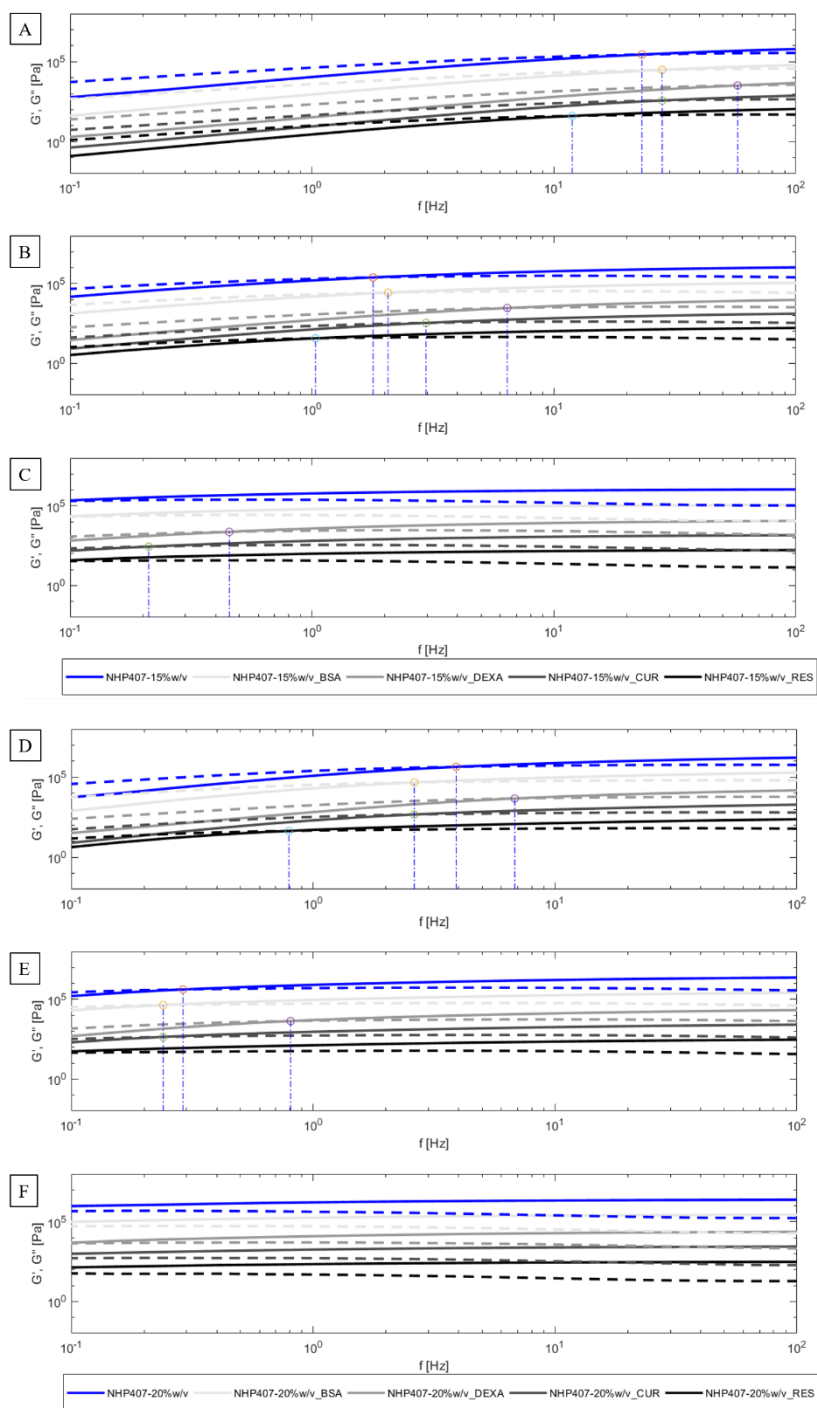 A
G', G'' [Pa]
10^5
10^0
10^-1 10^0 10^1 10^2
f [Hz]
B
G', G'' [Pa]
10^5
10^0
10^-1 10^0 10^1 10^2
f [Hz]
C
G', G'' [Pa]
10^5
10^0
10^-1 10^0 10^1 10^2
f [Hz]
NHP407-15%w/v NHP407-15%w/v_BSA NHP407-15%w/v_DEXA NHP407-15%w/v_CUR NHP407-15%w/v_RES
D
G', G'' [Pa]
10^5
10^0
10^-1 10^0 10^1 10^2
f [Hz]
E
G', G'' [Pa]
10^5
10^0
10^-1 10^0 10^1 10^2
f [Hz]
F
G', G'' [Pa]
10^5
10^0
10^-1 10^0 10^1 10^2
f [Hz]
NHP407-20%w/v NHP407-20%w/v_BSA NHP407-20%w/v_DEXA NHP407-20%w/v_CUR NHP407-20%w/v_RES